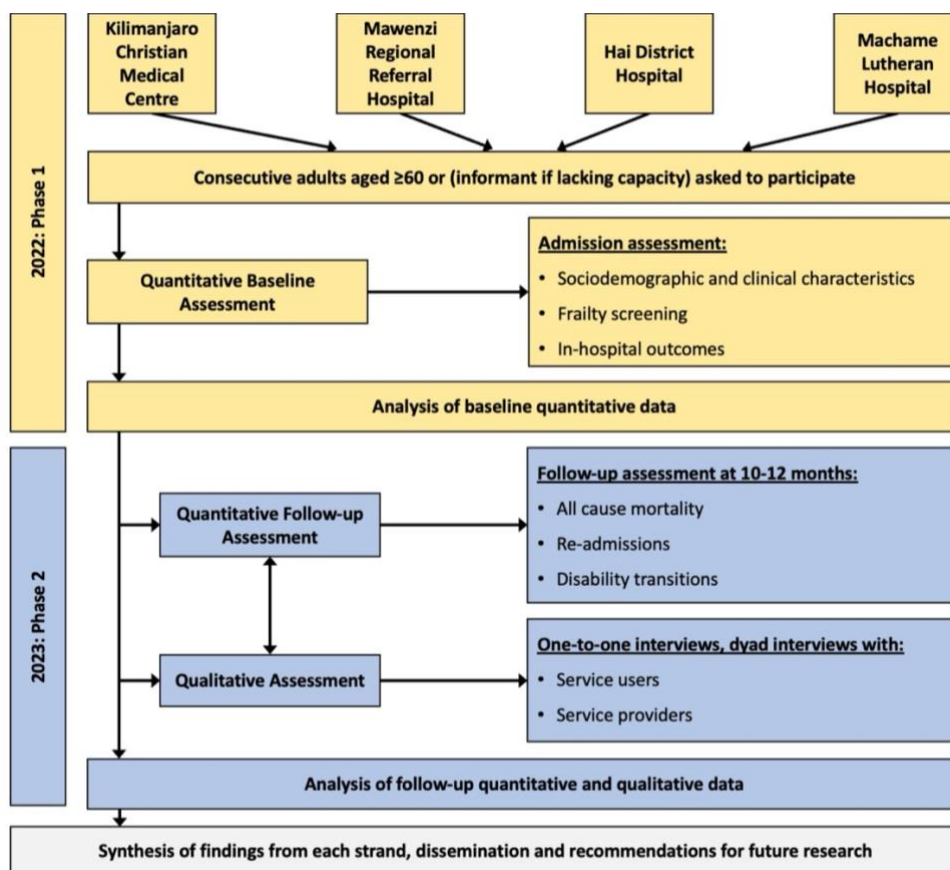 Kilimanjaro
Christian
Medical
Centre
Mawenzi
Regional
Referral
Hospital
Hai District
Hospital
Machame
Lutheran
Hospital
2022: Phase 1
Consecutive adults aged ≥60 or (informant if lacking capacity) asked to participate
Quantitative Baseline
Assessment
Admission assessment:
• Sociodemographic and clinical characteristics
• Frailty screening
• In-hospital outcomes
Analysis of baseline quantitative data
2023: Phase 2
Quantitative Follow-up
Assessment
Follow-up assessment at 10-12 months:
• All cause mortality
• Re-admissions
• Disability transitions
Qualitative Assessment
One-to-one interviews, dyad interviews with:
• Service users
• Service providers
Analysis of follow-up quantitative and qualitative data
Synthesis of findings from each strand, dissemination and recommendations for future research